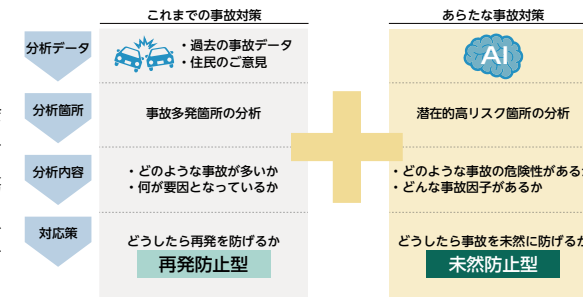 これまでの事故対策
あらたな事故対策
分析データ
・過去の事故データ
・住民のご意見
AI
分析箇所
事故多発箇所の分析
潜在的高リスク箇所の分析
分析内容
・どのような事故が多いか
・何が要因となっているか
・どのような事故の危険性があるか
・どんな事故因子があるか
対応策
どうしたら再発を防げるか
再発防止型
どうしたら事故を未然に防げるか
未然防止型